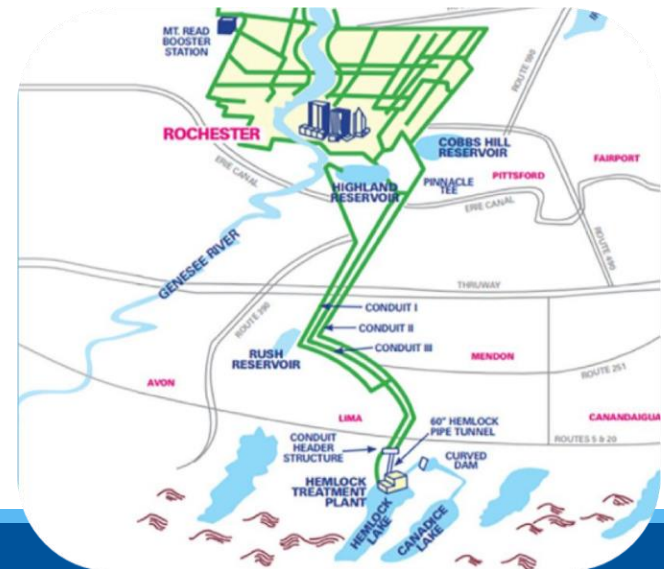 MT. READ
BOOSTER
STATION
ROUTE 590
ROCHESTER
COBBS HILL
RESERVOIR
FAIRPORT
PITTSFORD
ERIE CANAL
HIGHLAND
RESERVOIR
PINNACLE
TEE
ERIE CANAL
GENESEE RIVER
ROUTE 490
THRUWAY
ROUTE 390
CONDUIT I
CONDUIT II
CONDUIT III
RUSH
RESERVOIR
MENDON
ROUTE 251
AVON
LIMA
60" HEMLOCK
PIPE TUNNEL
CANANDAIGUA
CONDUIT
HEADER
STRUCTURE
ROUTES 5 & 20
CURVED
DAM
HEMLOCK
TREATMENT
PLANT
HEMLOCK
LAKE
CANADICE
LAKE